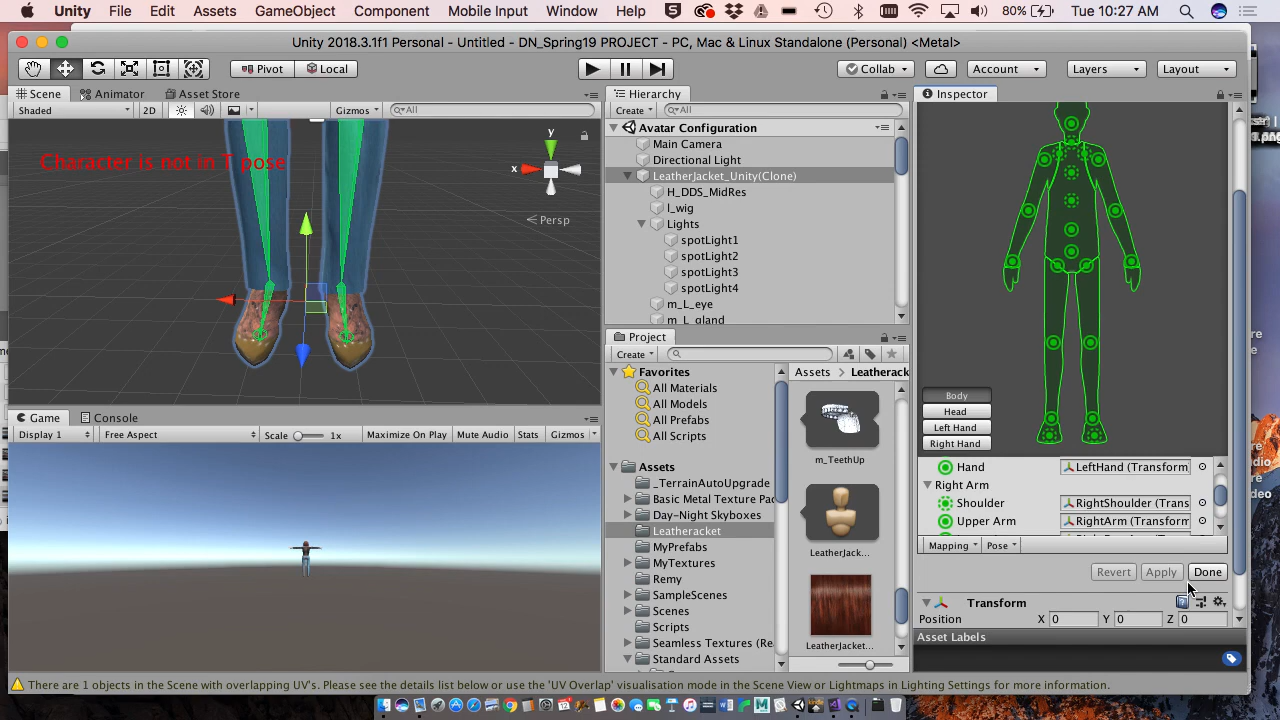 Unity File Edit Assets GameObject Component Mobile Input Window Help 80% Tue 10:27 AM
Unity 2018.3.1f1 Personal - Untitled - DN_Spring19 PROJECT - PC, Mac & Linux Standalone (Personal) <Metal>
Pivot Local Collab Account Layers Layout
Scene Animator Asset Store
Shaded 2D Gizmos All
Character is not in T pose
y
x
Persp
Game Console
Display 1 Free Aspect Scale 1x Maximize On Play Mute Audio Stats Gizmos
Hierarchy
Create All
Avatar Configuration
Main Camera
Directional Light
LeatherJacket_Unity(Clone)
H_DDS_MidRes
l_wig
Lights
spotLight1
spotLight2
spotLight3
spotLight4
m_L_eye
m_L_gland
Project
Create
Favorites
All Materials
All Models
All Prefabs
All Scripts
Assets
_TerrainAutoUpgrade
Basic Metal Texture Pac
Day-Night Skyboxes
Leatheracket
MyPrefabs
MyTextures
Remy
SampleScenes
Scenes
Scripts
Seamless Textures (Re
Standard Assets
Assets Leatherack
m_TeethUp
LeatherJack...
LeatherJacket...
Inspector
Body
Head
Left Hand
Right Hand
Hand LeftHand (Transform
Right Arm
Shoulder RightShoulder (Trans
Upper Arm RightArm (Transform
Mapping Pose
Revert Apply Done
Transform
Position X 0 Y 0 Z 0
Asset Labels
There are 1 objects in the Scene with overlapping UV's. Please see the details list below or use the 'UV Overlap' visualisation mode in the Scene View or Lightmaps in Lighting Settings for more information.